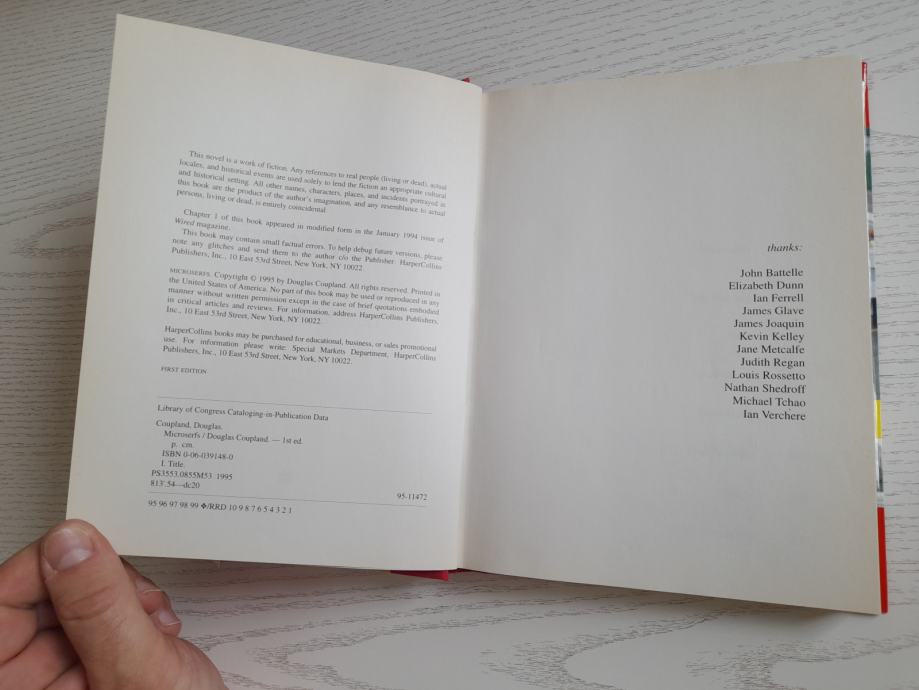 This novel is a work of fiction. Any references to real people (living or dead), actual
locales, and historical events are used solely to lend the fiction an appropriate cultural
and historical setting. All other names, characters, places, and incidents portrayed in
this book are the product of the author's imagination, and any resemblance to actual
persons, living or dead, is entirely coincidental.
Chapter 1 of this book appeared in modified form in the January 1994 issue of
Wired magazine.
This book may contain small factual errors. To help debug future versions, please
note any glitches and send them to the author c/o the Publisher: HarperCollins
Publishers, Inc., 10 East 53rd Street, New York, NY 10022.
MICROSERFS. Copyright © 1995 by Douglas Coupland. All rights reserved. Printed in
the United States of America. No part of this book may be used or reproduced in any
manner without written permission except in the case of brief quotations embodied
in critical articles and reviews. For information, address HarperCollins Publishers,
Inc., 10 East 53rd Street, New York, NY 10022.
HarperCollins books may be purchased for educational, business, or sales promotional
use. For information please write: Special Markets Department, HarperCollins
Publishers, Inc., 10 East 53rd Street, New York, NY 10022.
FIRST EDITION
Library of Congress Cataloging-in-Publication Data
Coupland, Douglas.
Microserfs / Douglas Coupland. — 1st ed.
p. cm.
ISBN 0-06-039148-0
I. Title.
PS3553.O855M53 1995
813'.54—dc20
95-11472
95 96 97 98 99 ❖/RRD 10 9 8 7 6 5 4 3 2 1
thanks:
John Battelle
Elizabeth Dunn
Ian Ferrell
James Glave
James Joaquin
Kevin Kelley
Jane Metcalfe
Judith Regan
Louis Rossetto
Nathan Shedroff
Michael Tchao
Ian Verchere